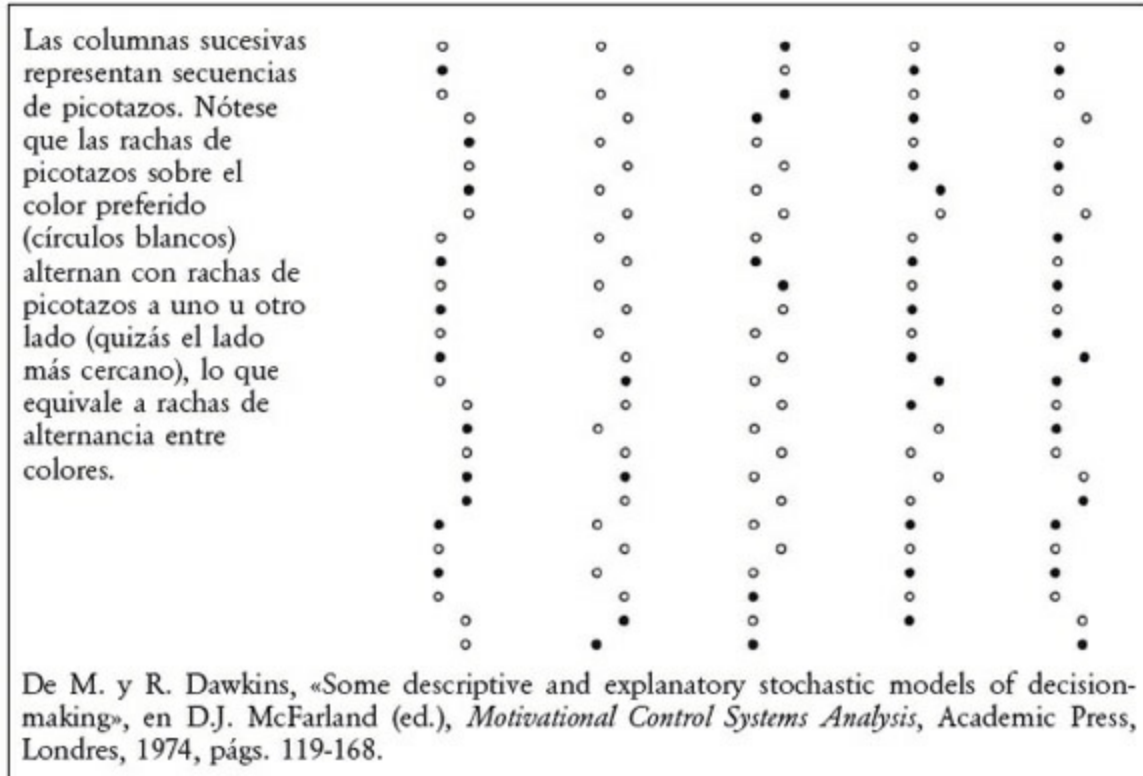 Las columnas sucesivas
representan secuencias
de picotazos. Nótese
que las rachas de
picotazos sobre el
color preferido
(círculos blancos)
alternan con rachas de
picotazos a uno u otro
lado (quizás el lado
más cercano), lo que
equivale a rachas de
alternancia entre
colores.
De M. y R. Dawkins, «Some descriptive and explanatory stochastic models of decision-
making», en D.J. McFarland (ed.), Motivational Control Systems Analysis, Academic Press,
Londres, 1974, págs. 119-168.